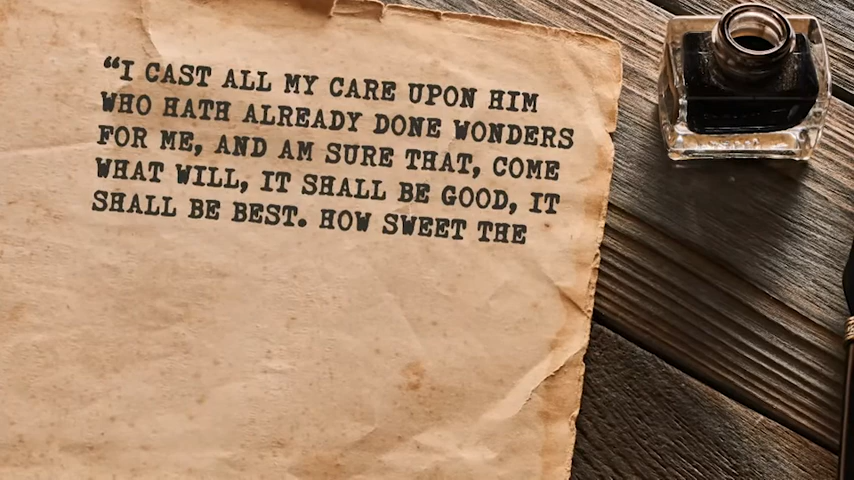 “I CAST ALL MY CARE UPON HIM
WHO HATH ALREADY DONE WONDERS
FOR ME, AND AM SURE THAT, COME
WHAT WILL, IT SHALL BE GOOD, IT
SHALL BE BEST. HOW SWEET THE